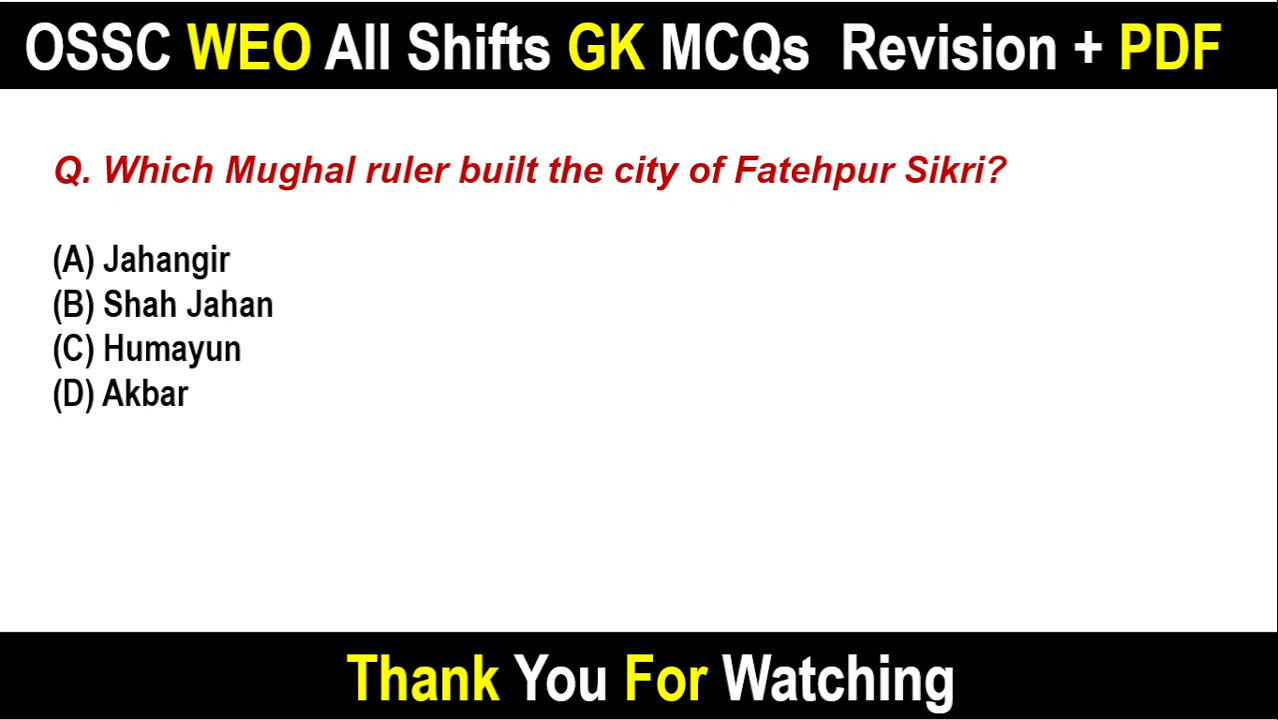 OSSC WEO All Shifts GK MCQs Revision + PDF
Q. Which Mughal ruler built the city of Fatehpur Sikri?
(A) Jahangir
(B) Shah Jahan
(C) Humayun
(D) Akbar
Thank You For Watching